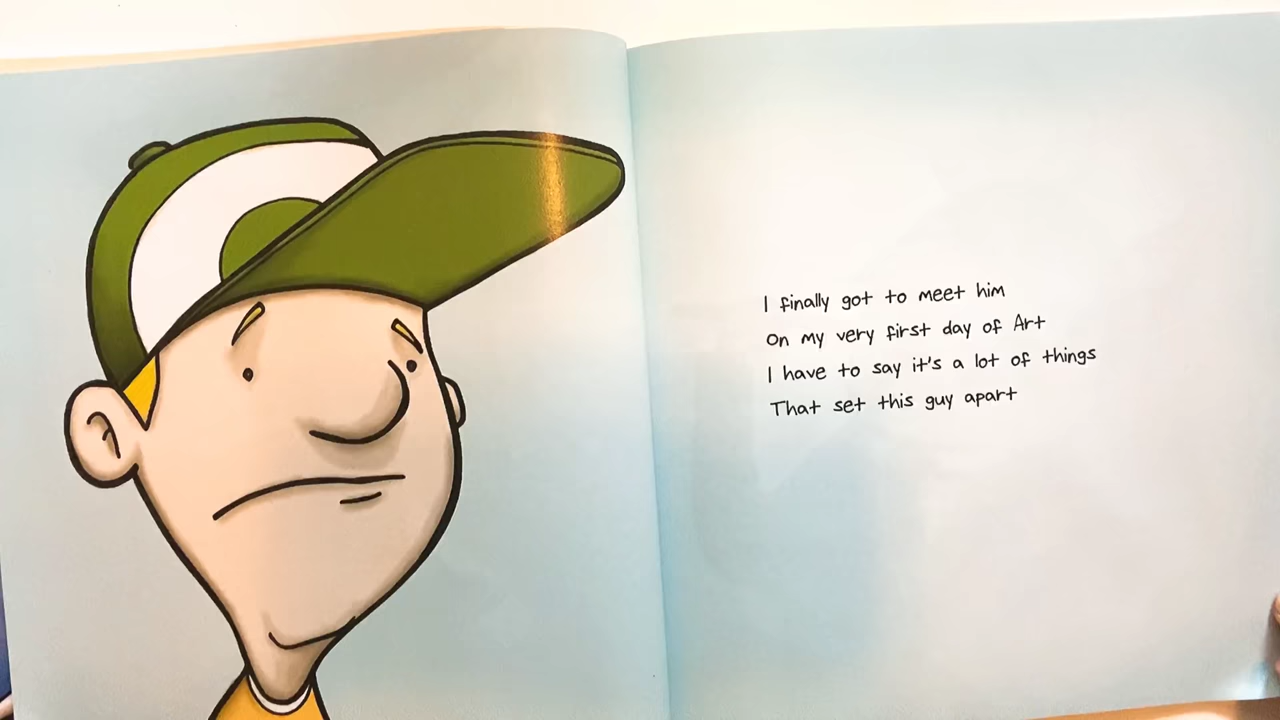 I finally got to meet him
On my very first day of Art
I have to say it's a lot of things
That set this guy apart